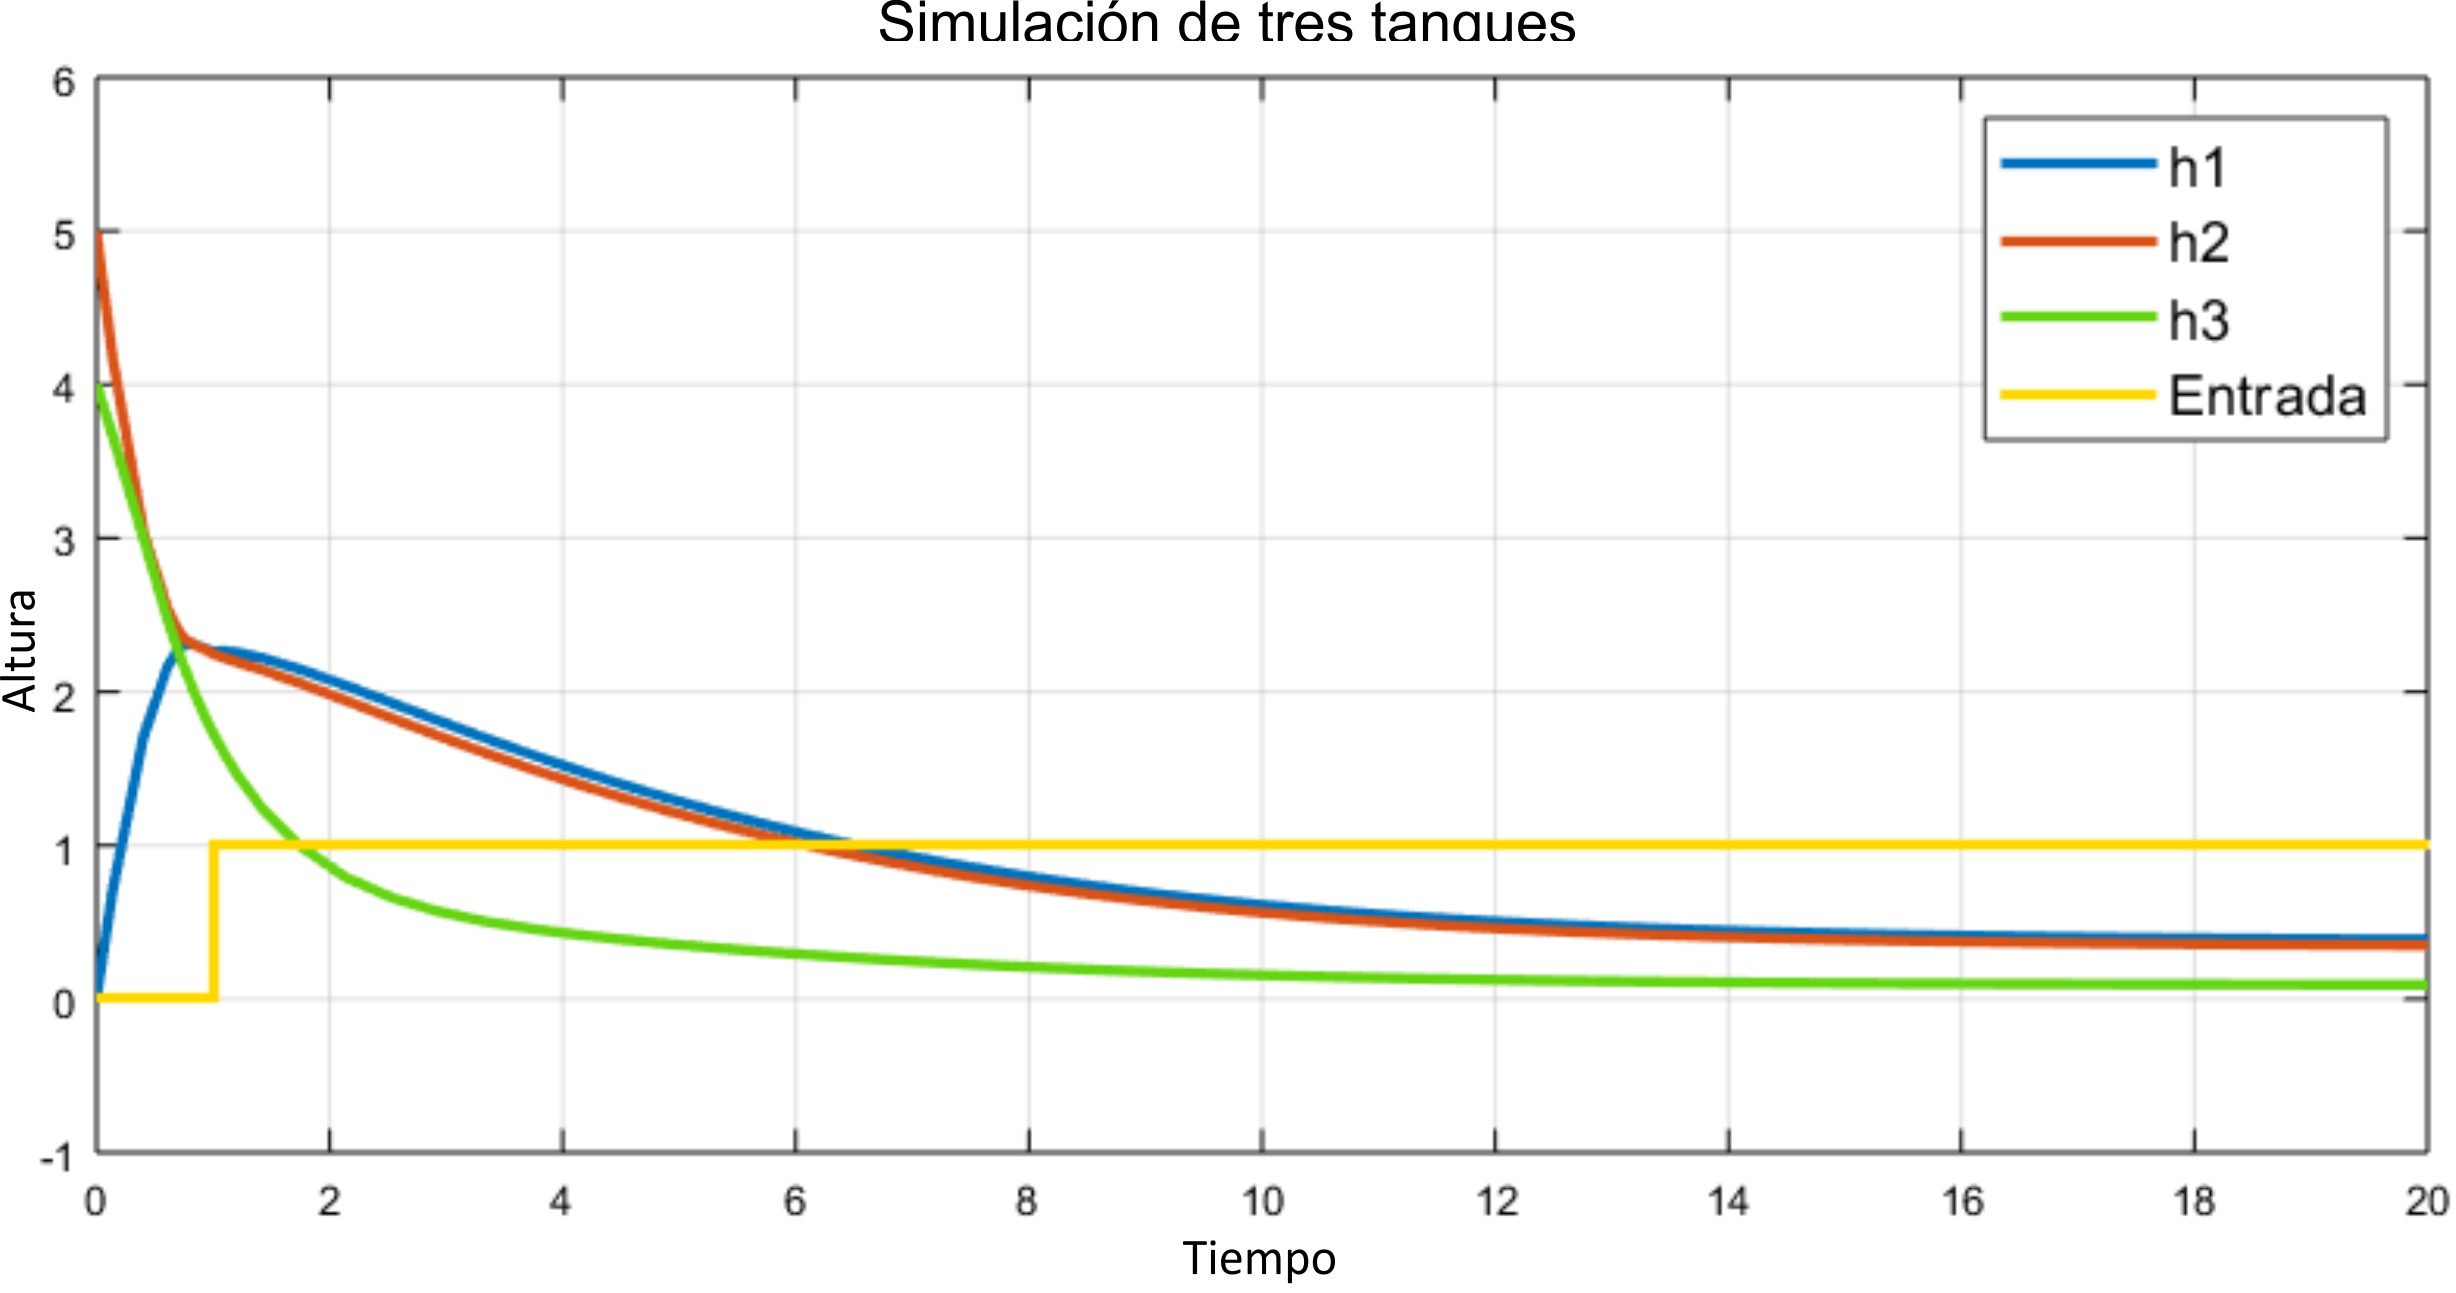 Simulación de tres tanques
6
5
4
3
2
1
0
-1
Altura
h1
h2
h3
Entrada
0 2 4 6 8 10 12 14 16 18 20
Tiempo